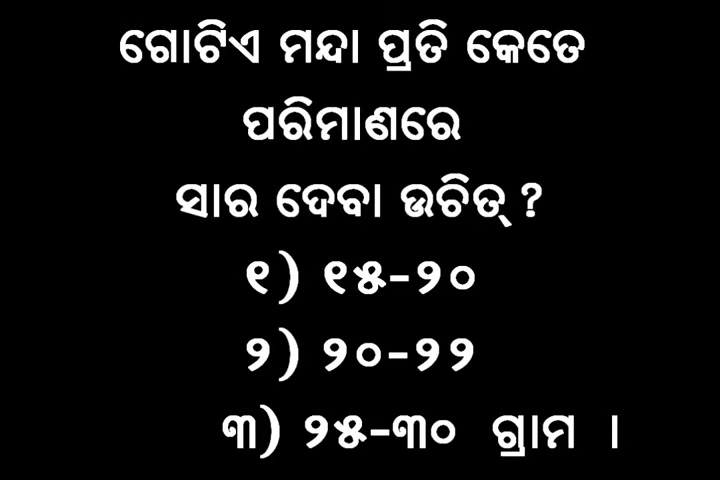 ଗୋଟିଏ ମନ୍ଦା ପ୍ରତି କେତେ
ପରିମାଣରେ
ସାର ଦେବା ଉଚିତ୍ ?
୧) ୧୫-୨୦
୨) ୨୦-୨୨
୩) ୨୫-୩୦ ଗ୍ରାମ ।